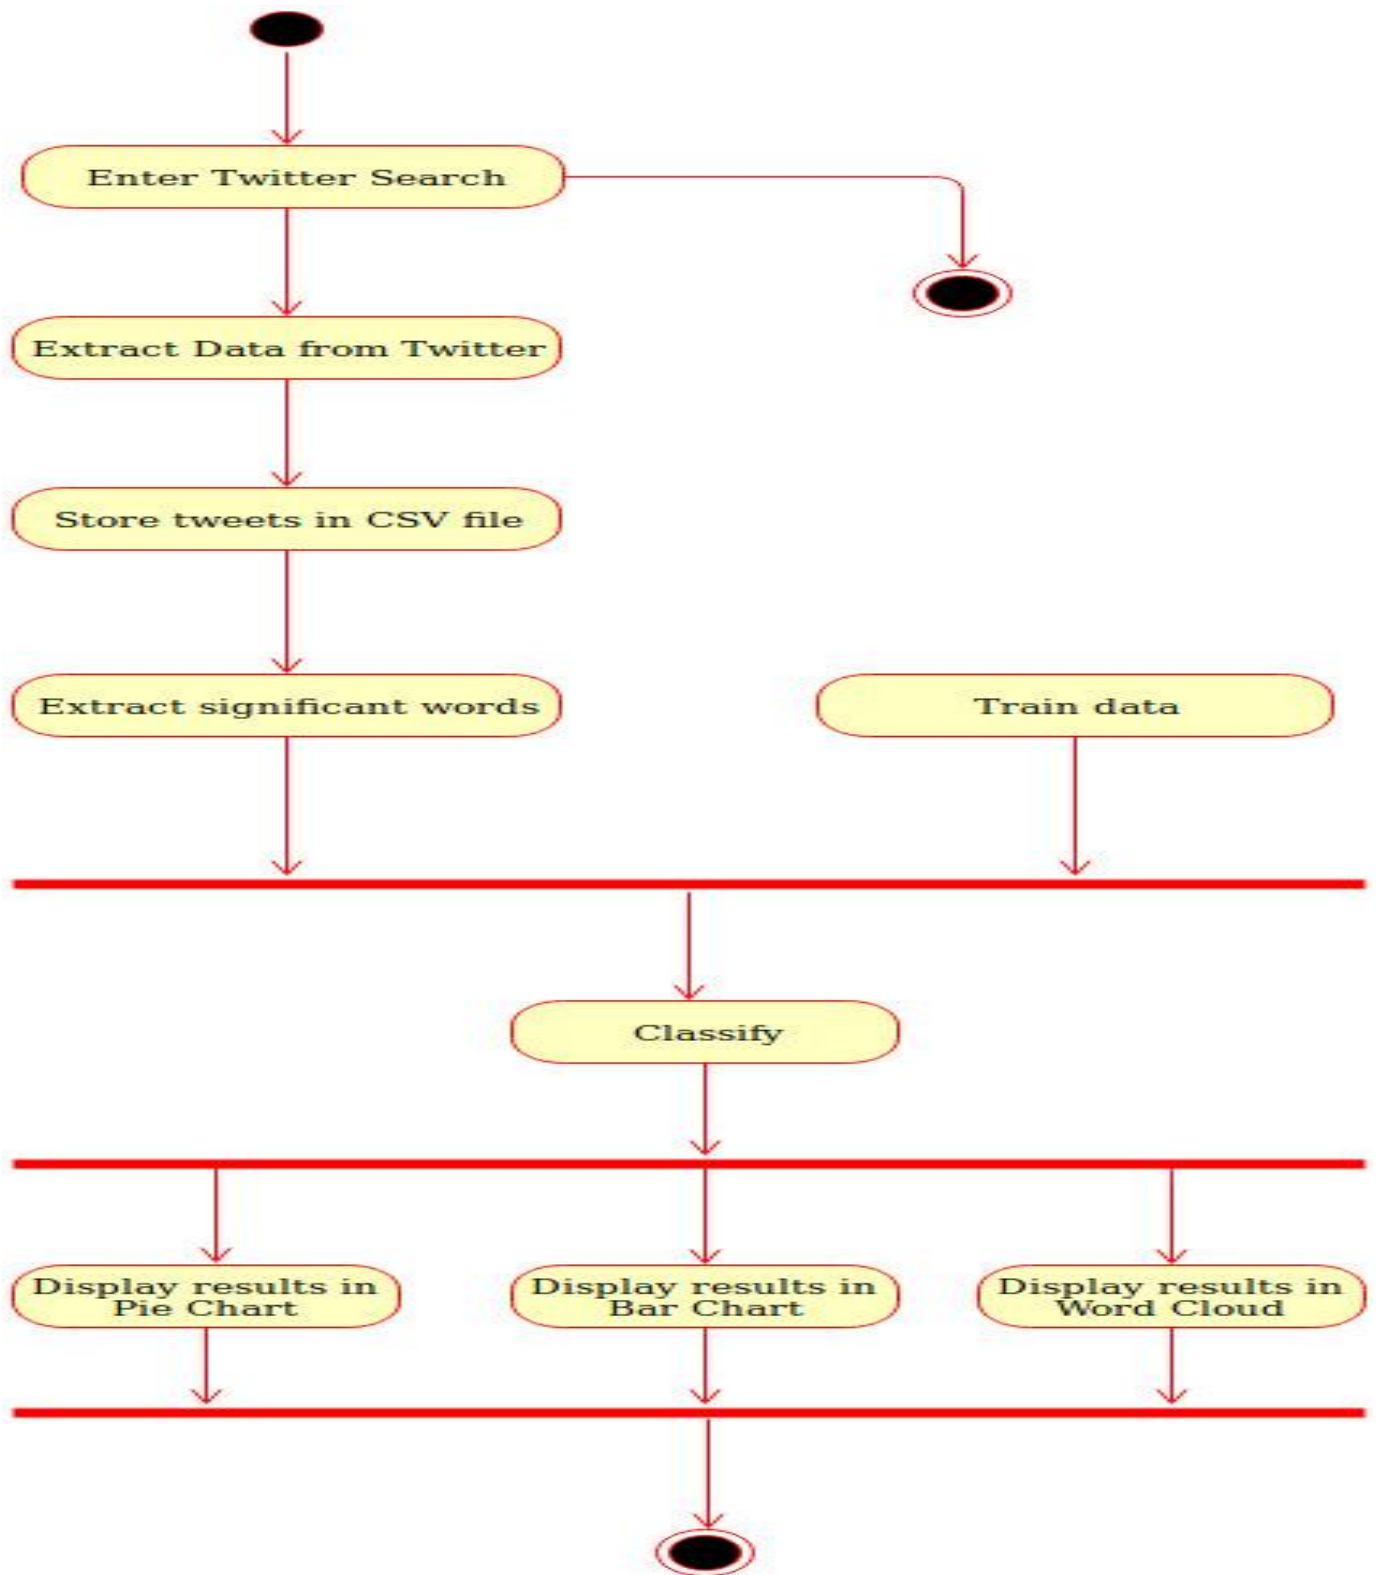 Enter Twitter Search
Extract Data from Twitter
Store tweets in CSV file
Extract significant words
Train data
Classify
Display results in
Pie Chart
Display results in
Bar Chart
Display results in
Word Cloud